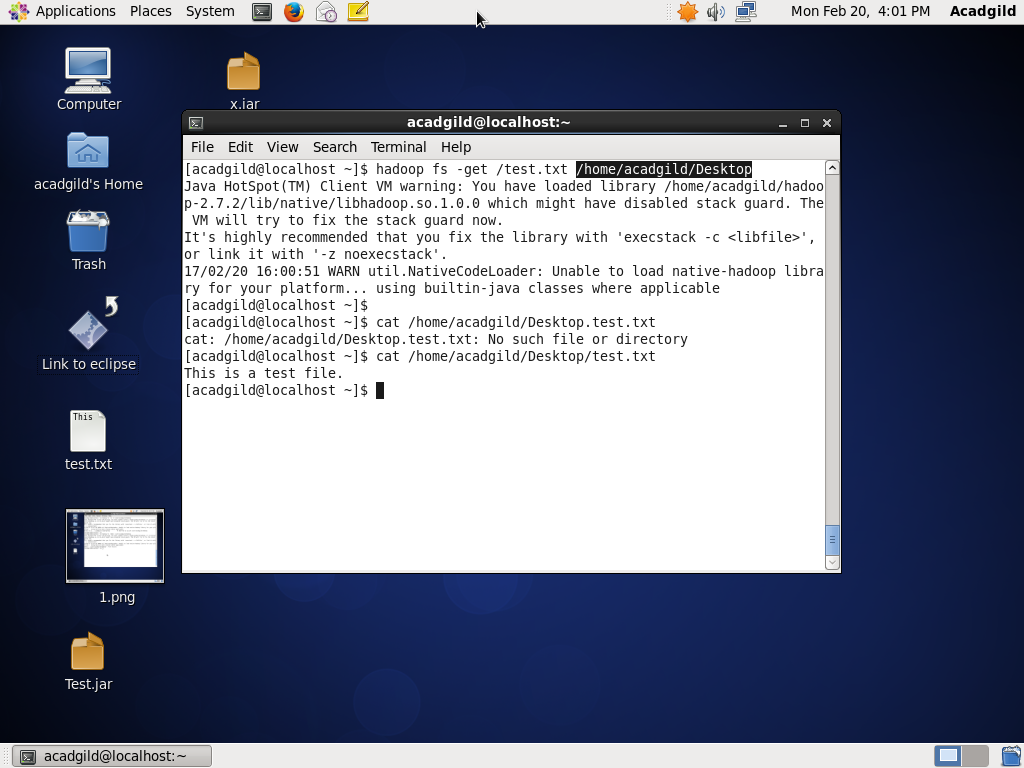 Applications Places System Mon Feb 20, 4:01 PM Acadgild
Computer
x.jar
acadgild's Home
Trash
Link to eclipse
This
test.txt
1.png
Test.jar
acadgild@localhost:~
File Edit View Search Terminal Help
[acadgild@localhost ~]$ hadoop fs -get /test.txt /home/acadgild/Desktop
Java HotSpot(TM) Client VM warning: You have loaded library /home/acadgild/hadoo
p-2.7.2/lib/native/libhadoop.so.1.0.0 which might have disabled stack guard. The
 VM will try to fix the stack guard now.
It's highly recommended that you fix the library with 'execstack -c <libfile>',
or link it with '-z noexecstack'.
17/02/20 16:00:51 WARN util.NativeCodeLoader: Unable to load native-hadoop libra
ry for your platform... using builtin-java classes where applicable
[acadgild@localhost ~]$
[acadgild@localhost ~]$ cat /home/acadgild/Desktop.test.txt
cat: /home/acadgild/Desktop.test.txt: No such file or directory
[acadgild@localhost ~]$ cat /home/acadgild/Desktop/test.txt
This is a test file.
[acadgild@localhost ~]$
acadgild@localhost:~